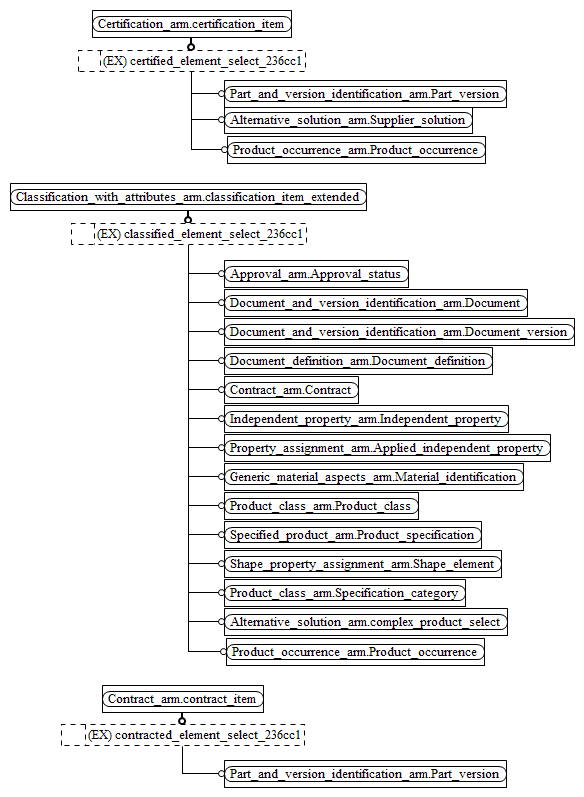 Certification_arm.certification_item
(EX) certified_element_select_236cc1
Part_and_version_identification_arm.Part_version
Alternative_solution_arm.Supplier_solution
Product_occurrence_arm.Product_occurrence
Classification_with_attributes_arm.classification_item_extended
(EX) classified_element_select_236cc1
Approval_arm.Approval_status
Document_and_version_identification_arm.Document
Document_and_version_identification_arm.Document_version
Document_definition_arm.Document_definition
Contract_arm.Contract
Independent_property_arm.Independent_property
Property_assignment_arm.Applied_independent_property
Generic_material_aspects_arm.Material_identification
Product_class_arm.Product_class
Specified_product_arm.Product_specification
Shape_property_assignment_arm.Shape_element
Product_class_arm.Specification_category
Alternative_solution_arm.complex_product_select
Product_occurrence_arm.Product_occurrence
Contract_arm.contract_item
(EX) contracted_element_select_236cc1
Part_and_version_identification_arm.Part_version